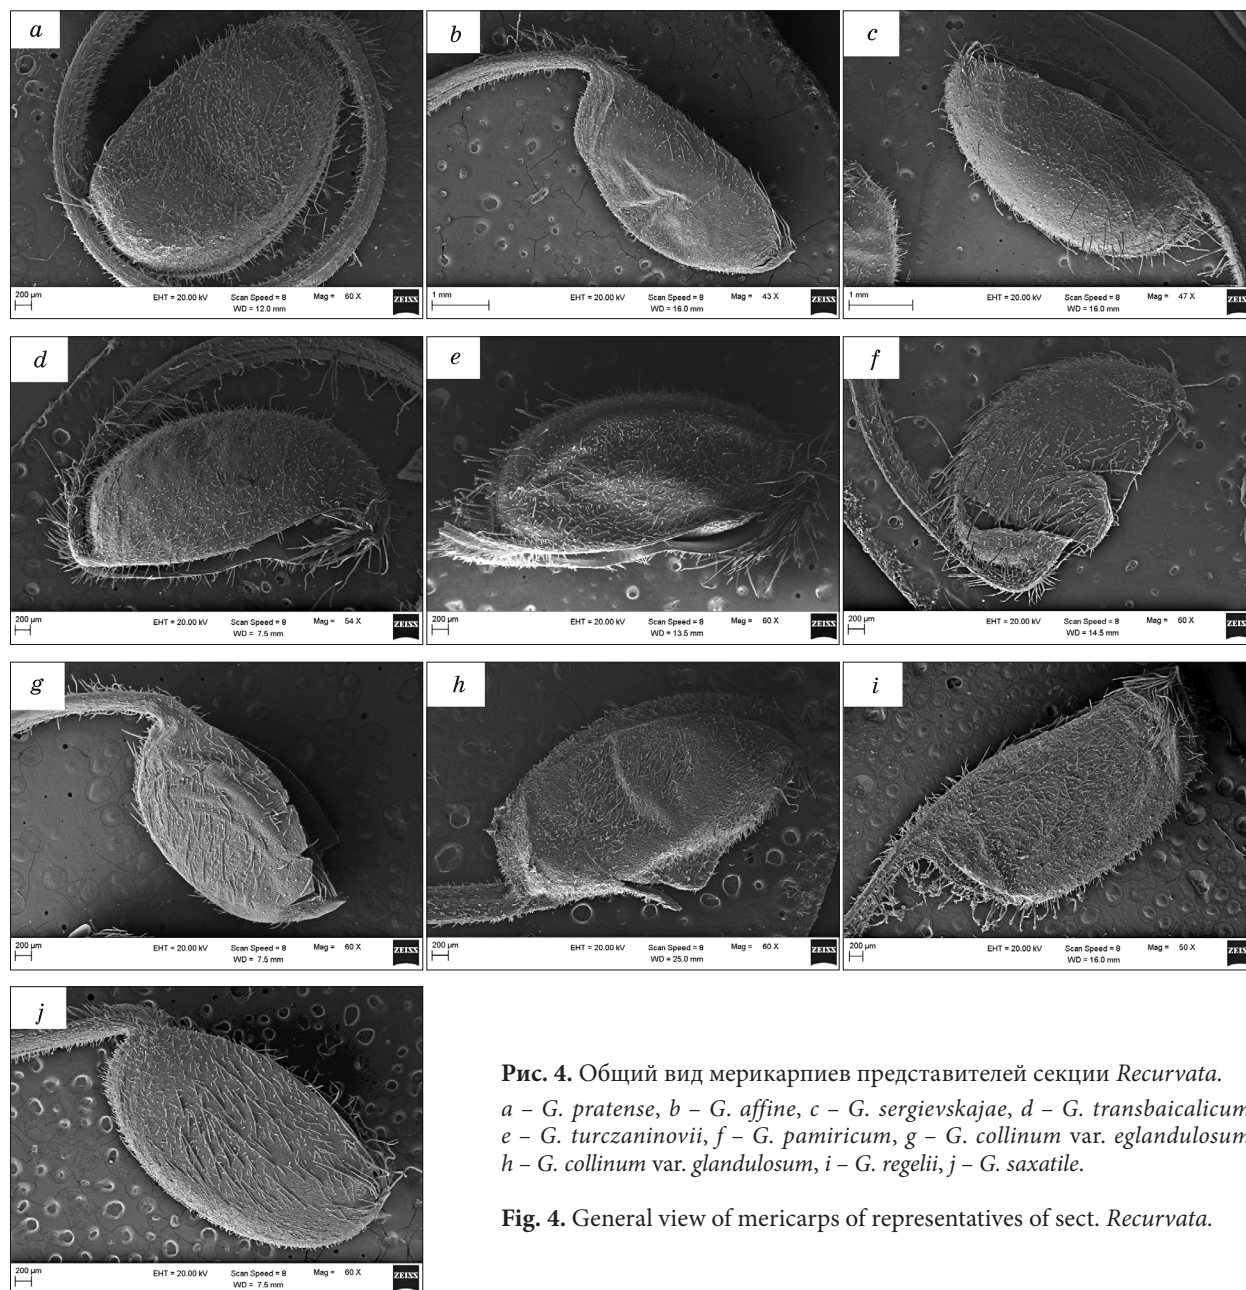 a
200 µm
EHT = 20.00 kV Scan Speed = 8 Mag = 60 X
WD = 12.0 mm
ZEISS
b
1 mm
EHT = 20.00 kV Scan Speed = 8 Mag = 43 X
WD = 16.0 mm
ZEISS
c
1 mm
EHT = 20.00 kV Scan Speed = 8 Mag = 47 X
WD = 16.0 mm
ZEISS
d
200 µm
EHT = 20.00 kV Scan Speed = 8 Mag = 54 X
WD = 7.5 mm
ZEISS
e
200 µm
EHT = 20.00 kV Scan Speed = 8 Mag = 60 X
WD = 13.5 mm
ZEISS
f
200 µm
EHT = 20.00 kV Scan Speed = 8 Mag = 60 X
WD = 14.5 mm
ZEISS
g
200 µm
EHT = 20.00 kV Scan Speed = 8 Mag = 60 X
WD = 7.5 mm
ZEISS
h
200 µm
EHT = 20.00 kV Scan Speed = 8 Mag = 60 X
WD = 25.0 mm
ZEISS
i
200 µm
EHT = 20.00 kV Scan Speed = 8 Mag = 50 X
WD = 16.0 mm
ZEISS
j
200 µm
EHT = 20.00 kV Scan Speed = 8 Mag = 60 X
WD = 7.5 mm
ZEISS
Рис. 4. Общий вид мерикарпиев представителей секции Recurvata.
a – G. pratense, b – G. affine, c – G. sergievskajae, d – G. transbaicalicum
e – G. turczaninovii, f – G. pamiricum, g – G. collinum var. eglandulosum
h – G. collinum var. glandulosum, i – G. regelii, j – G. saxatile.
Fig. 4. General view of mericarps of representatives of sect. Recurvata.